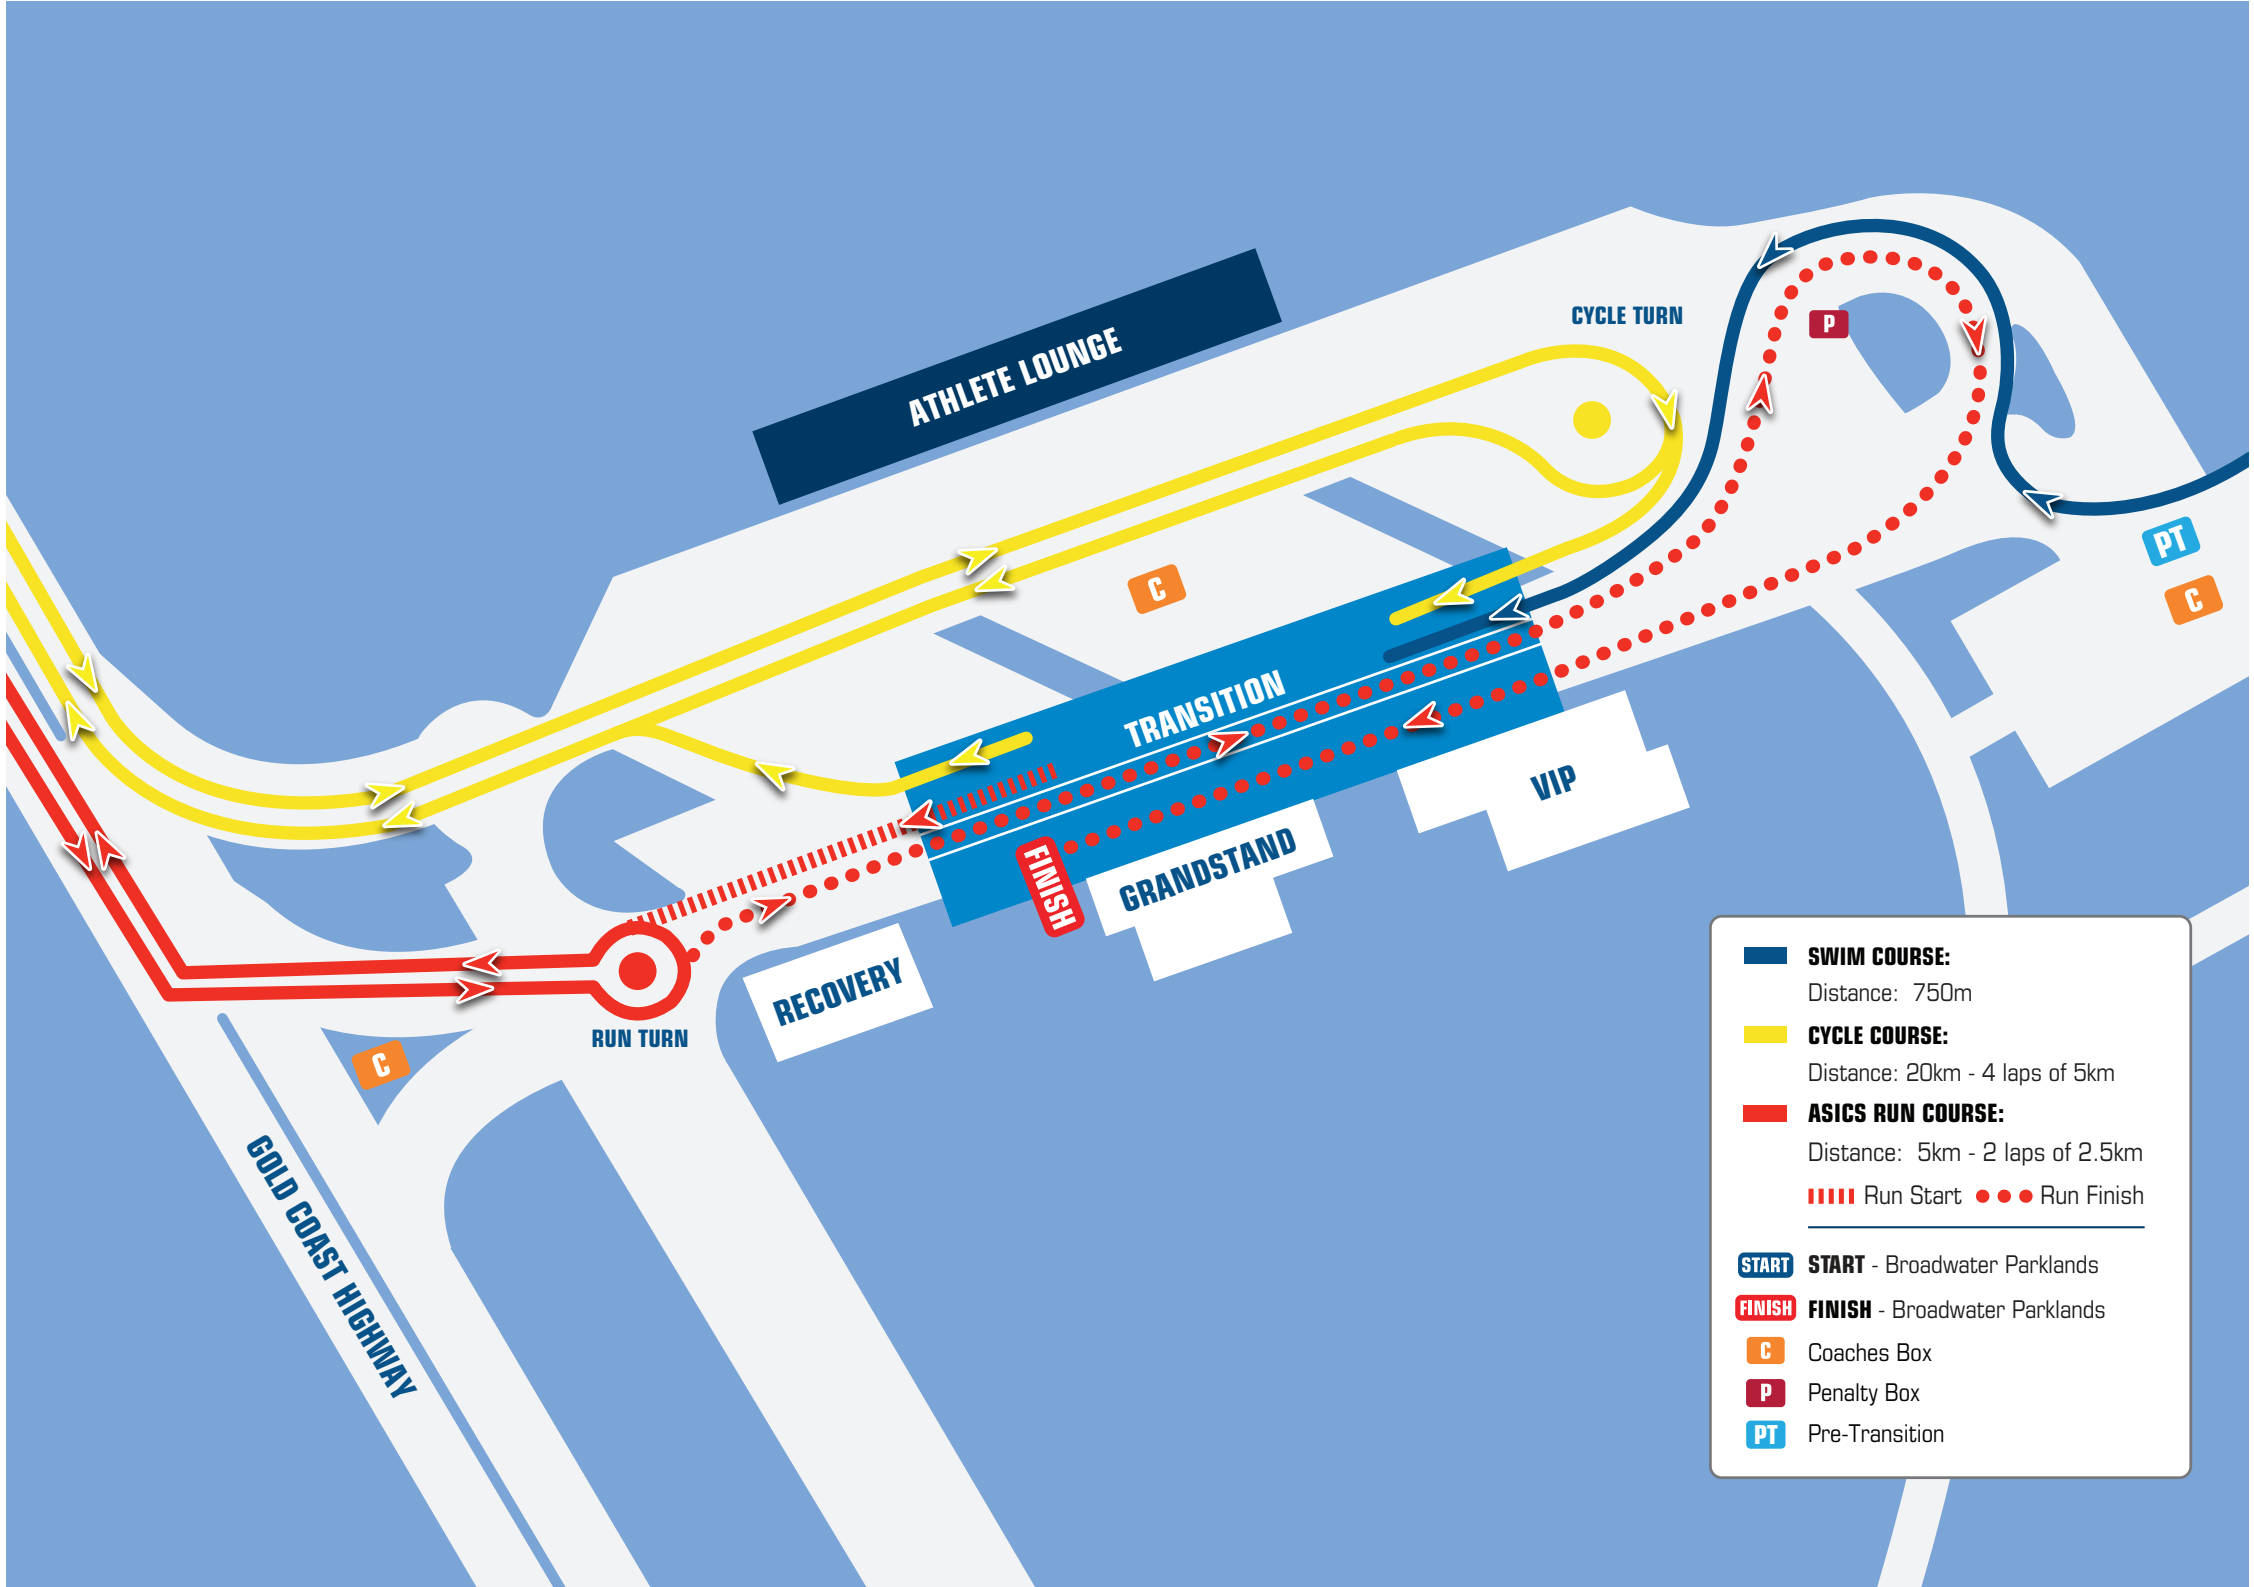 CYCLE TURN
P
ATHLETE LOUNGE
PT
C
C
TRANSITION
VIP
FINISH
GRANDSTAND
RECOVERY
RUN TURN
C
GOLD COAST HIGHWAY
SWIM COURSE:
Distance: 750m
CYCLE COURSE:
Distance: 20km - 4 laps of 5km
ASICS RUN COURSE:
Distance: 5km - 2 laps of 2.5km
Run Start Run Finish
START START - Broadwater Parklands
FINISH FINISH - Broadwater Parklands
C Coaches Box
P Penalty Box
PT Pre-Transition